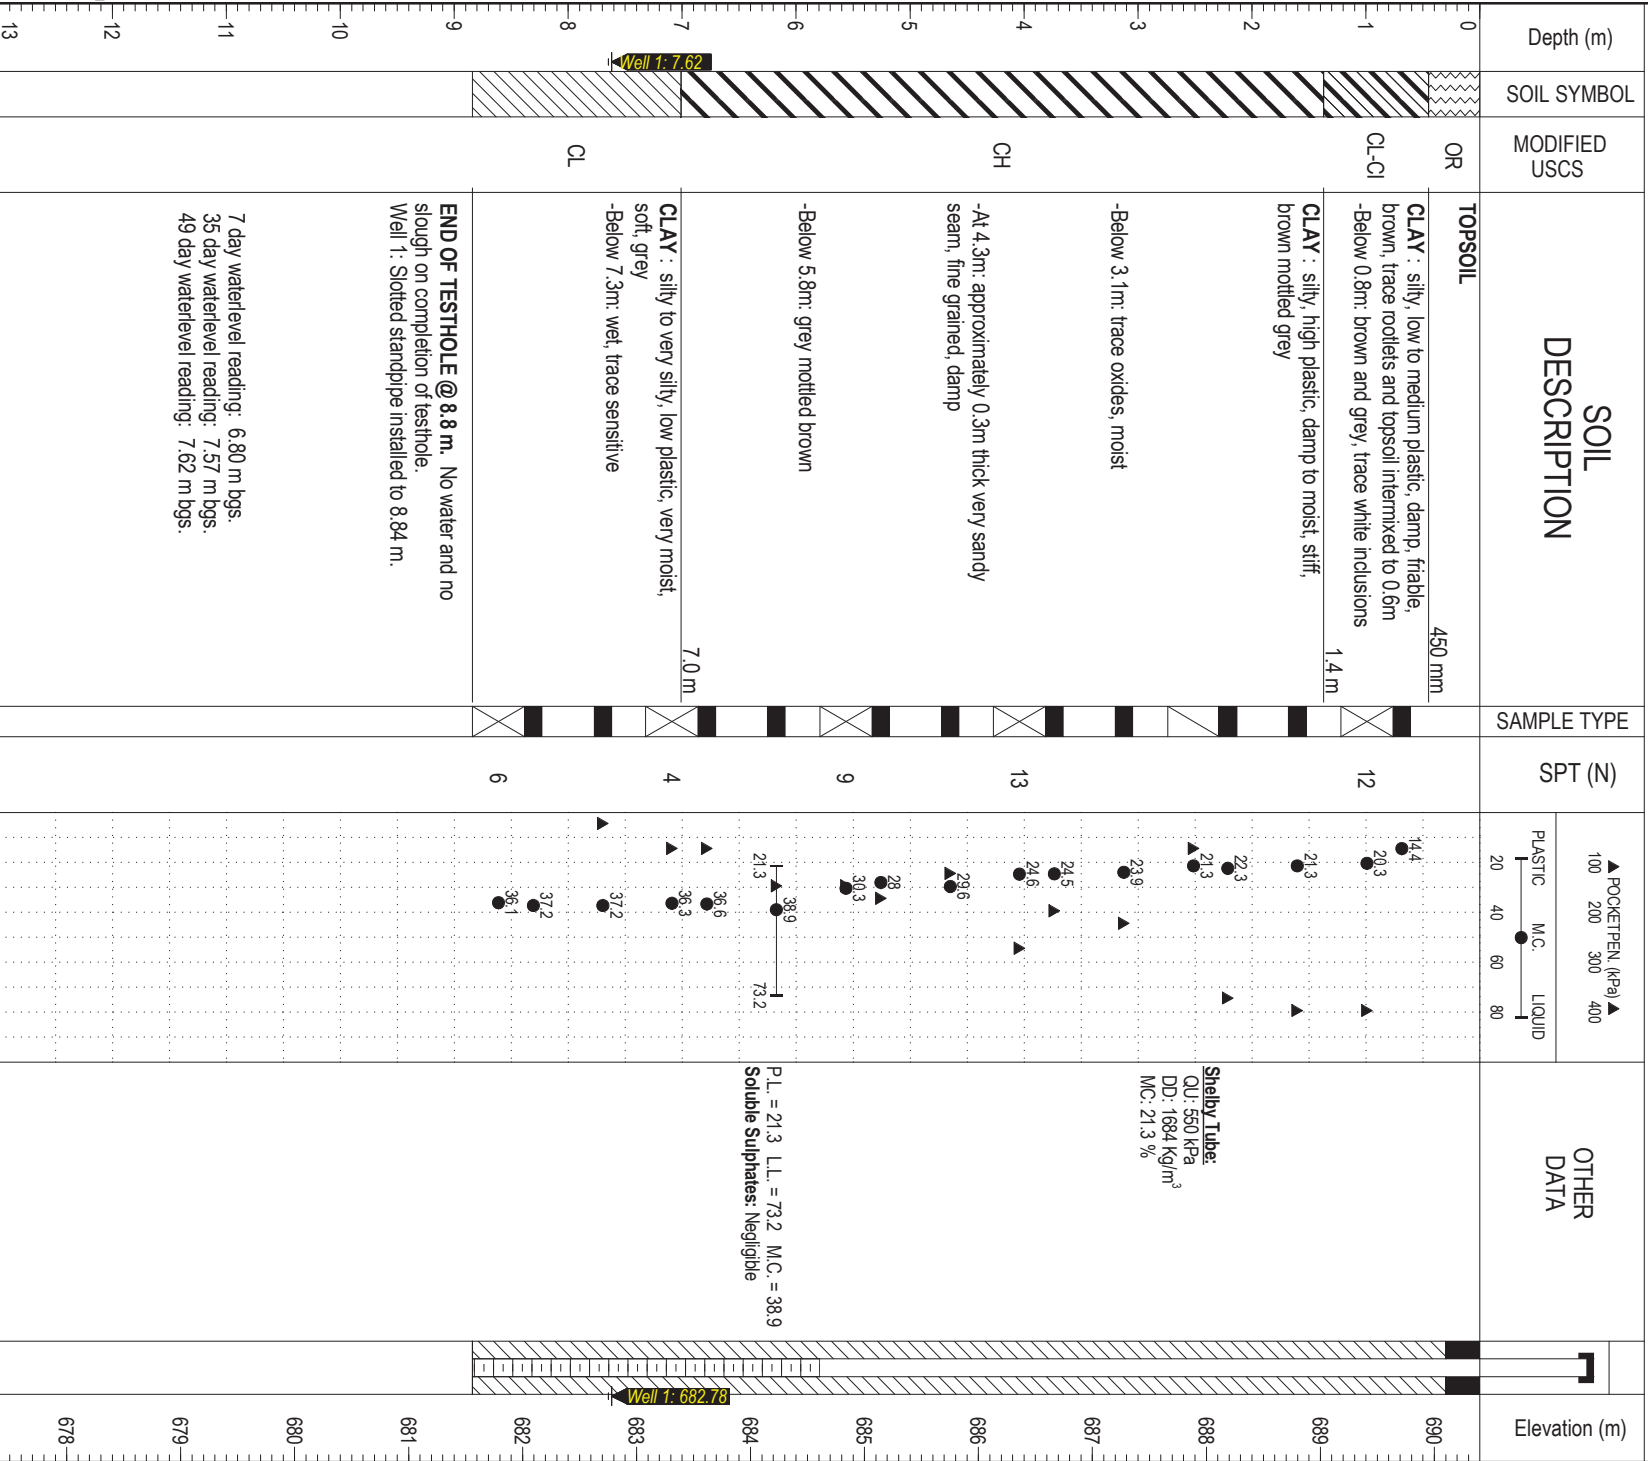 Depth (m)
SOIL SYMBOL
MODIFIED
USCS
SOIL
DESCRIPTION
SAMPLE TYPE
SPT (N)
▲ POCKETPEN. (kPa) ▲
100 200 300 400
PLASTIC M.C. LIQUID
20 40 60 80
OTHER
DATA
Elevation (m)
0
1
2
3
4
5
6
7
8
9
10
11
12
13
Well 1: 7.62
OR
CL-CI
CH
CL
TOPSOIL
450 mm
CLAY : silty, low to medium plastic, damp, friable,
brown, trace rootlets and topsoil intermixed to 0.6m
-Below 0.8m: brown and grey, trace white inclusions
1.4 m
CLAY : silty, high plastic, damp to moist, stiff,
brown mottled grey
-Below 3.1m: trace oxides, moist
-At 4.3m: approximately 0.3m thick very sandy
seam, fine grained, damp
-Below 5.8m: grey mottled brown
7.0 m
CLAY : silty to very silty, low plastic, very moist,
soft, grey
-Below 7.3m: wet, trace sensitive
END OF TESTHOLE @ 8.8 m. No water and no
slough on completion of testhole.
Well 1: Slotted standpipe installed to 8.84 m.
7 day waterlevel reading: 6.80 m bgs.
35 day waterlevel reading: 7.57 m bgs.
49 day waterlevel reading: 7.62 m bgs.
12
13
9
4
6
14.4
20.3
21.3
22.3
21.3
23.9
24.5
24.6
29.6
28
30.3
21.3 38.9 73.2
36.6
36.3
37.2
37.2
36.1
Shelby Tube:
QU: 550 kPa
DD: 1684 Kg/m³
MC: 21.3 %
P.L. = 21.3 L.L. = 73.2 M.C. = 38.9
Soluble Sulphates: Negligible
Well 1: 682.78
690
689
688
687
686
685
684
683
682
681
680
679
678